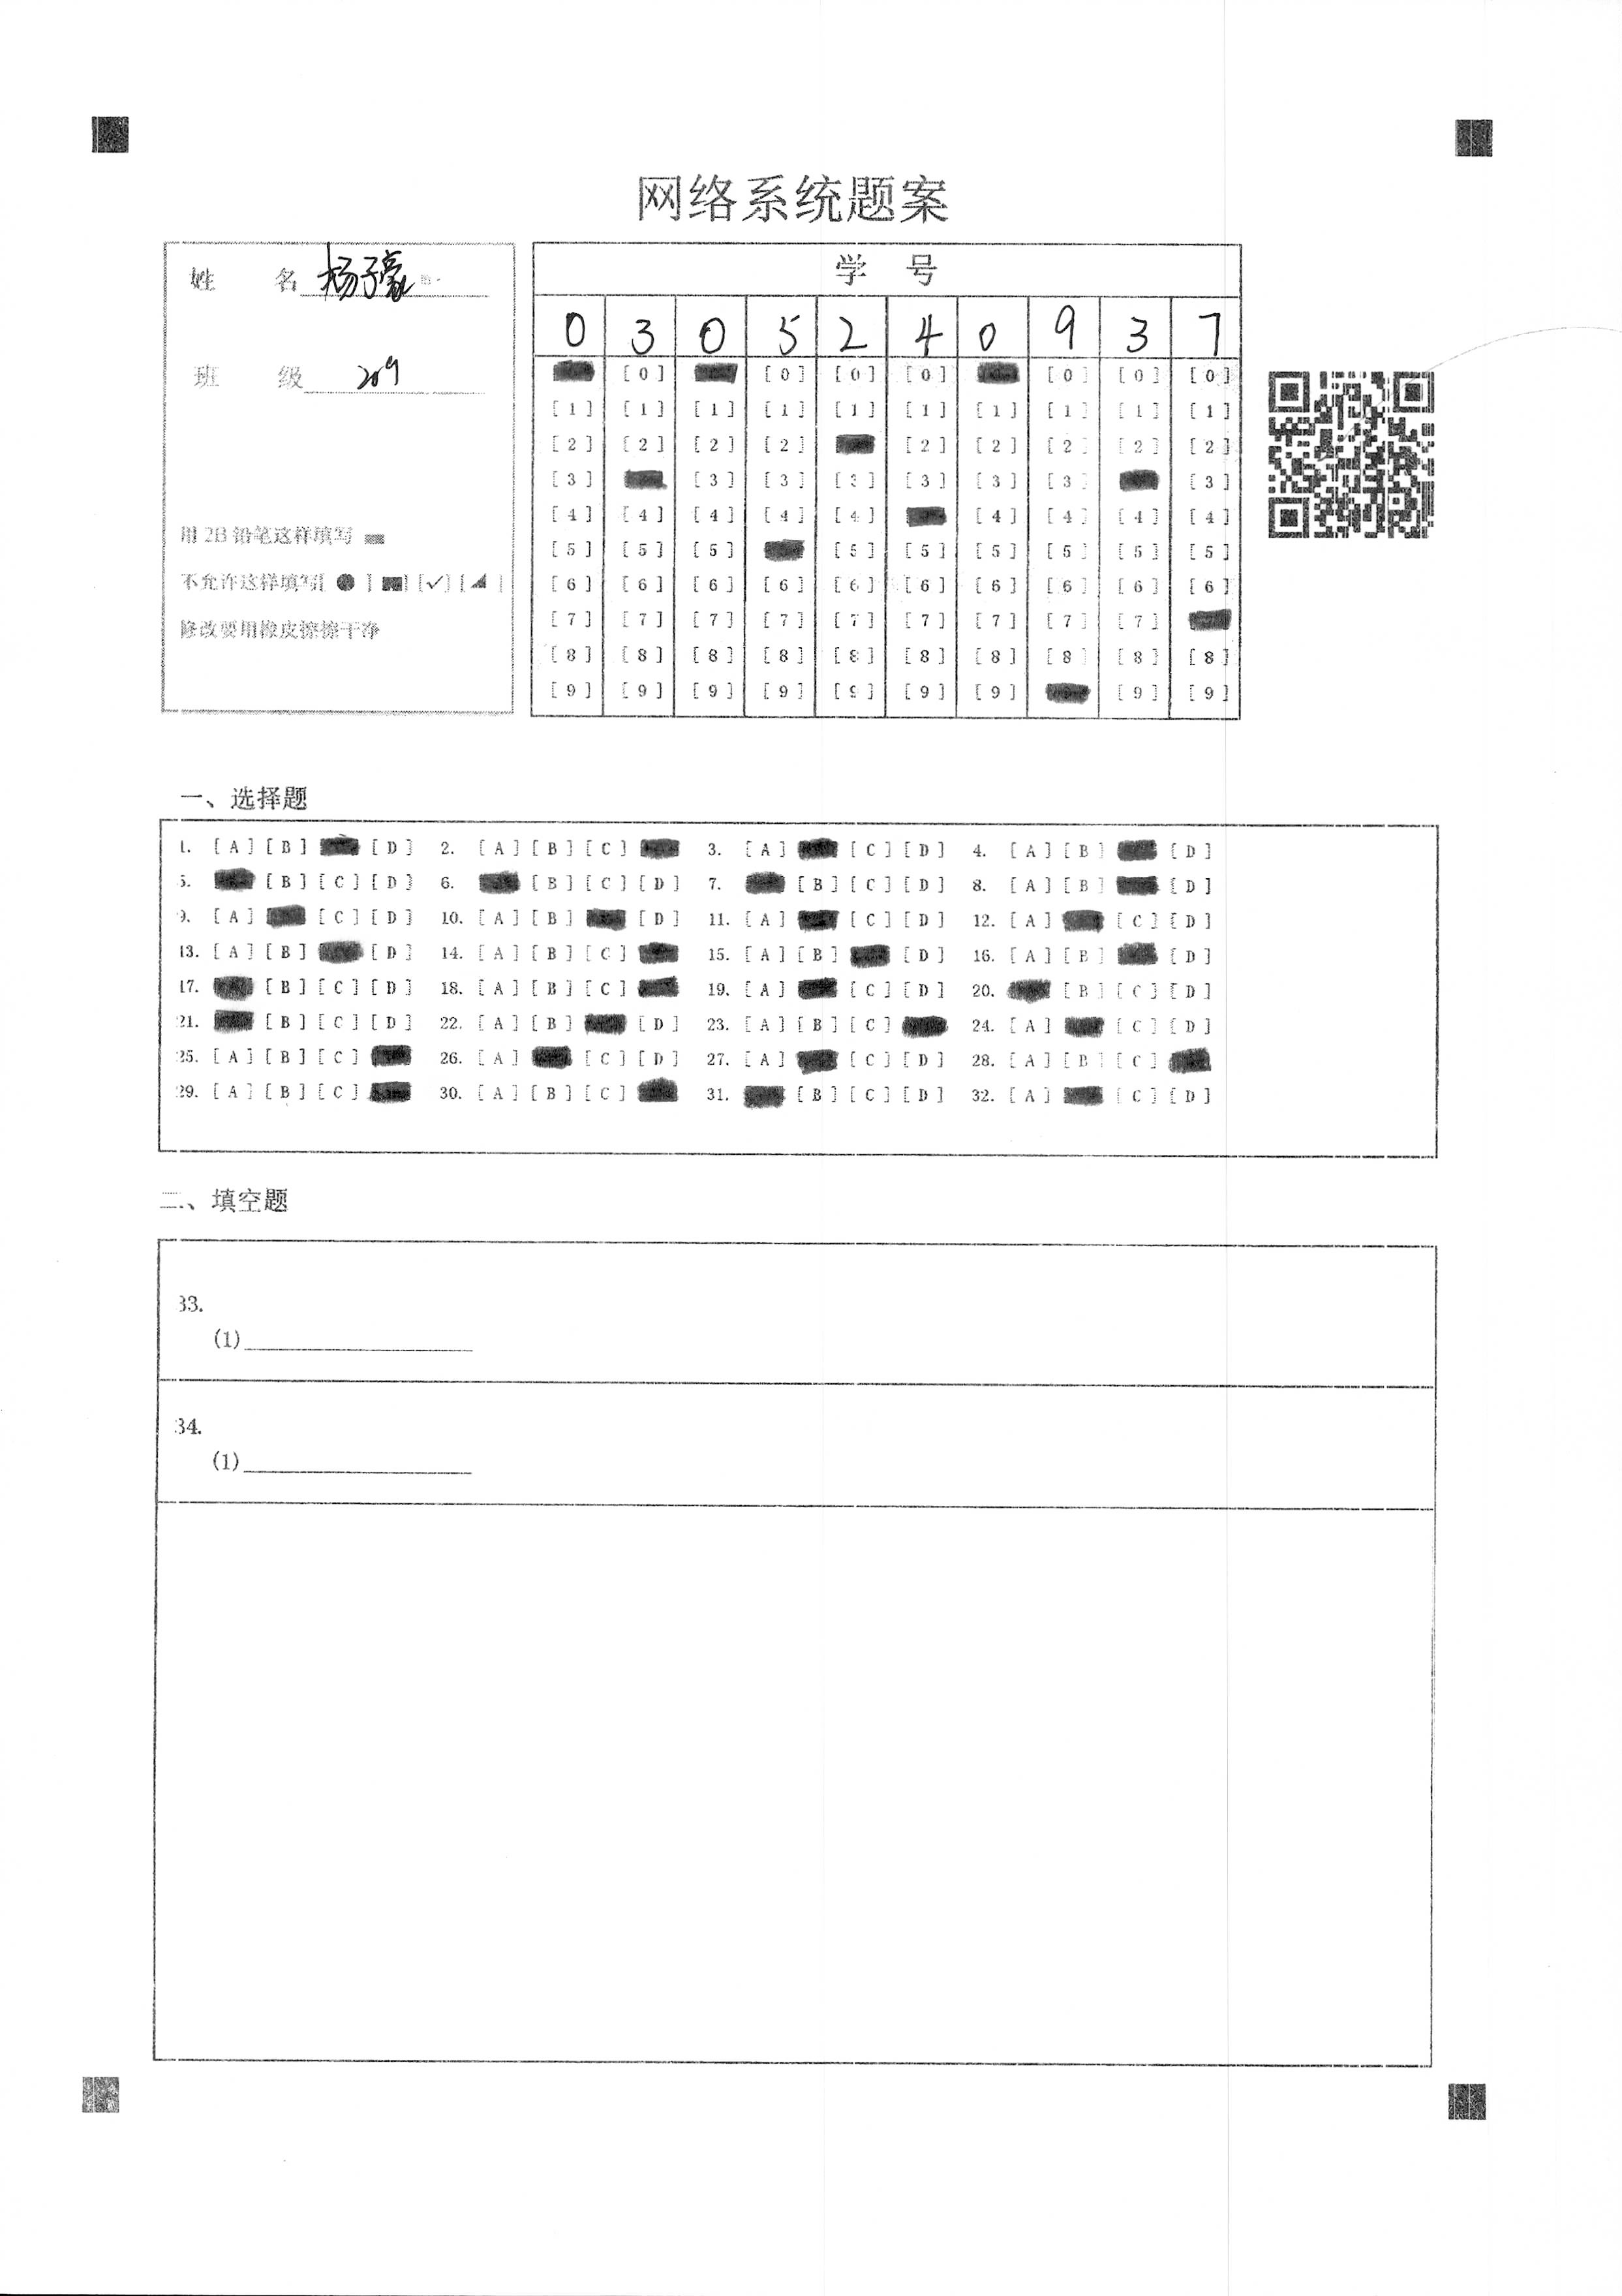 网络系统题案
姓 名 杨子豪
班 级 209
用 2B 铅笔这样填写
不允许这样填写[ ● ] [ ■ ] [✓] [ ◢ ]
修改要用橡皮擦擦干净
学 号
0 3 0 5 2 4 0 9 3 7
[0] [0] [0] [0] [0] [0] [0]
[1] [1] [1] [1] [1] [1] [1] [1] [1] [1]
[2] [2] [2] [2] [2] [2] [2] [2] [2]
[3] [3] [3] [3] [3] [3] [3] [3]
[4] [4] [4] [4] [4] [4] [4] [4] [4]
[5] [5] [5] [5] [5] [5] [5] [5] [5]
[6] [6] [6] [6] [6] [6] [6] [6] [6] [6]
[7] [7] [7] [7] [7] [7] [7] [7] [7]
[8] [8] [8] [8] [8] [8] [8] [8] [8] [8]
[9] [9] [9] [9] [9] [9] [9] [9] [9]
一、选择题
1. [A] [B] [D] 2. [A] [B] [C] 3. [A] [C] [D] 4. [A] [B] [D]
5. [B] [C] [D] 6. [B] [C] [D] 7. [B] [C] [D] 8. [A] [B] [D]
9. [A] [C] [D] 10. [A] [B] [D] 11. [A] [C] [D] 12. [A] [C] [D]
13. [A] [B] [D] 14. [A] [B] [C] 15. [A] [B] [D] 16. [A] [B] [D]
17. [B] [C] [D] 18. [A] [B] [C] 19. [A] [C] [D] 20. [B] [C] [D]
21. [B] [C] [D] 22. [A] [B] [D] 23. [A] [B] [C] 24. [A] [C] [D]
25. [A] [B] [C] 26. [A] [C] [D] 27. [A] [C] [D] 28. [A] [B] [C]
29. [A] [B] [C] 30. [A] [B] [C] 31. [B] [C] [D] 32. [A] [C] [D]
二、填空题
33.
(1)
34.
(1)